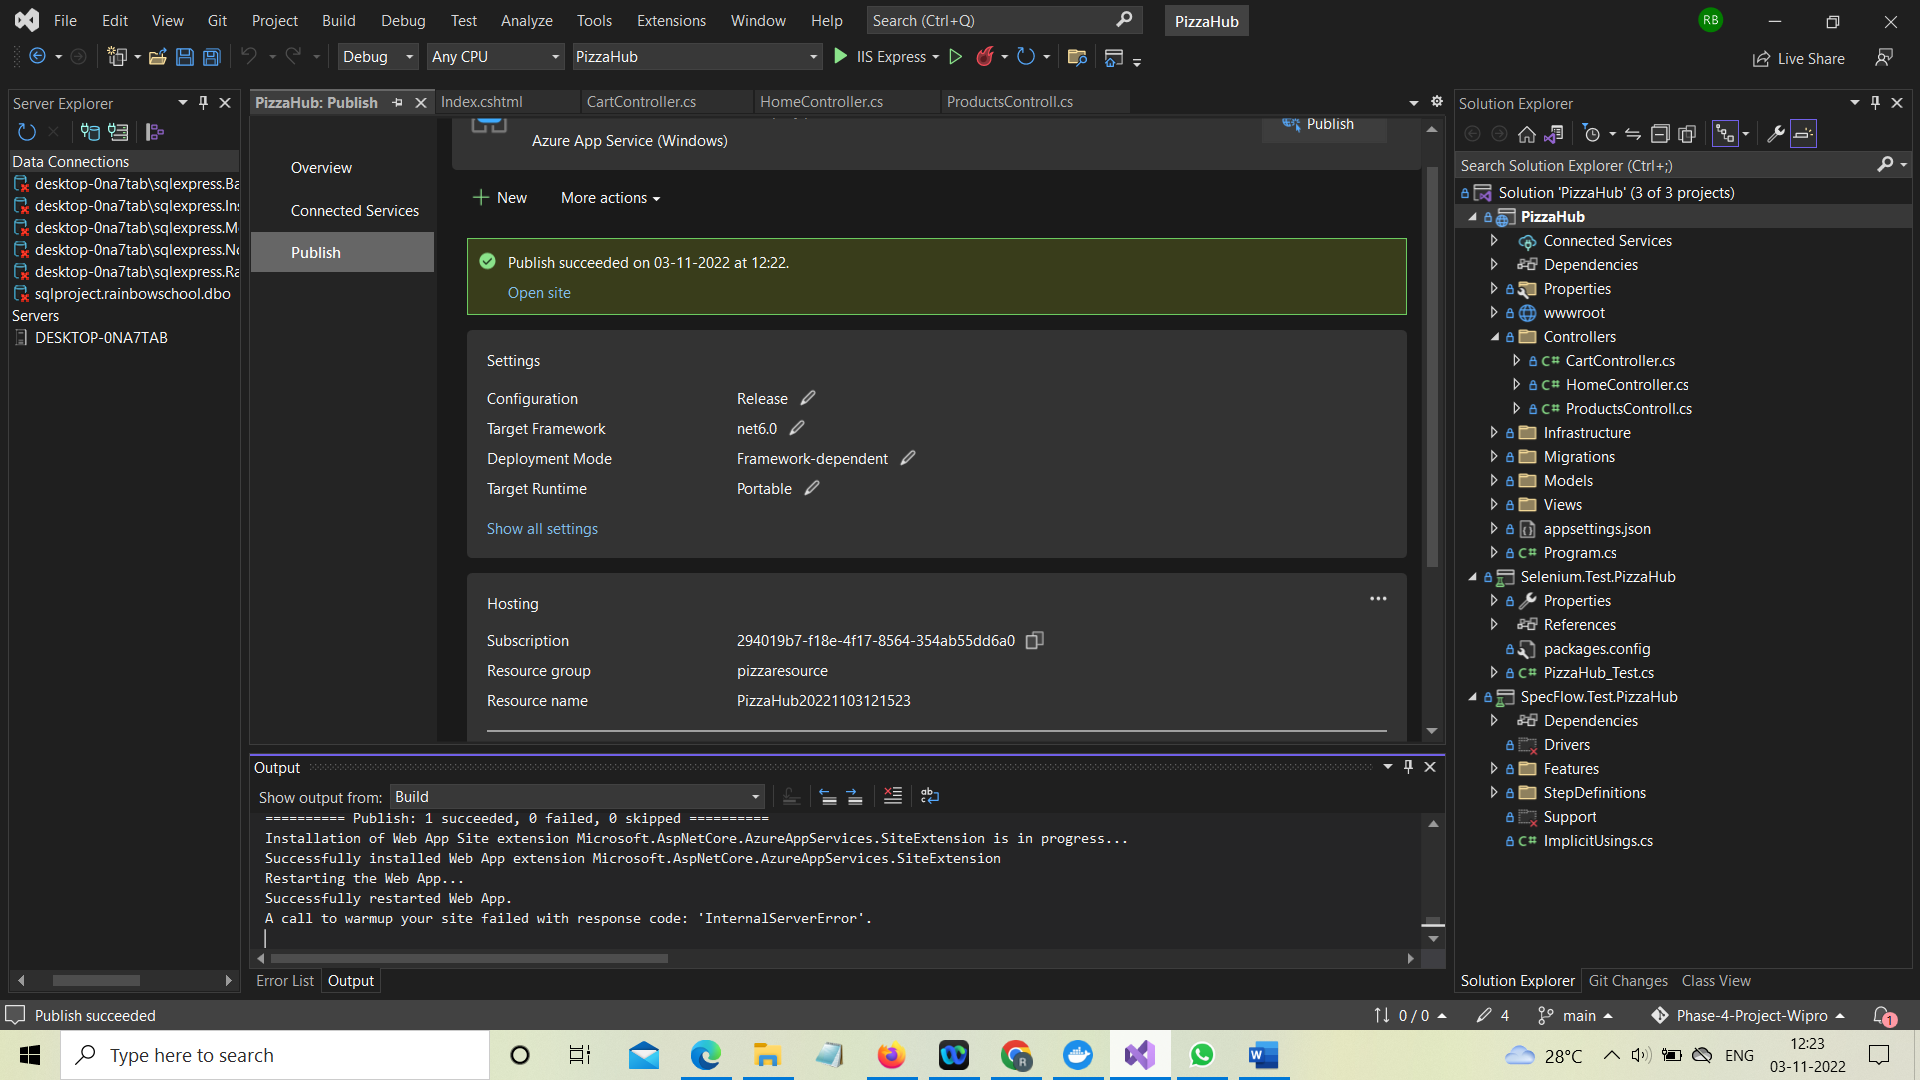 File Edit View Git Project Build Debug Test Analyze Tools Extensions Window Help Search (Ctrl+Q) PizzaHub RB
Debug Any CPU PizzaHub IIS Express Live Share
Server Explorer
Data Connections
desktop-0na7tab\sqlexpress.Ba
desktop-0na7tab\sqlexpress.Ins
desktop-0na7tab\sqlexpress.M
desktop-0na7tab\sqlexpress.No
desktop-0na7tab\sqlexpress.Ra
sqlproject.rainbowschool.dbo
Servers
DESKTOP-0NA7TAB
PizzaHub: Publish Index.cshtml CartController.cs HomeController.cs ProductsControll.cs
Overview
Connected Services
Publish
Azure App Service (Windows)
Publish
New More actions
Publish succeeded on 03-11-2022 at 12:22.
Open site
Settings
Configuration Release
Target Framework net6.0
Deployment Mode Framework-dependent
Target Runtime Portable
Show all settings
Hosting
Subscription 294019b7-f18e-4f17-8564-354ab55dd6a0
Resource group pizzaresource
Resource name PizzaHub20221103121523
Output
Show output from: Build
========== Publish: 1 succeeded, 0 failed, 0 skipped ==========
Installation of Web App Site extension Microsoft.AspNetCore.AzureAppServices.SiteExtension is in progress...
Successfully installed Web App extension Microsoft.AspNetCore.AzureAppServices.SiteExtension
Restarting the Web App...
Successfully restarted Web App.
A call to warmup your site failed with response code: 'InternalServerError'.
Error List Output
Solution Explorer
Search Solution Explorer (Ctrl+;)
Solution 'PizzaHub' (3 of 3 projects)
PizzaHub
Connected Services
Dependencies
Properties
wwwroot
Controllers
C# CartController.cs
C# HomeController.cs
C# ProductsControll.cs
Infrastructure
Migrations
Models
Views
appsettings.json
C# Program.cs
Selenium.Test.PizzaHub
Properties
References
packages.config
C# PizzaHub_Test.cs
SpecFlow.Test.PizzaHub
Dependencies
Drivers
Features
StepDefinitions
Support
C# ImplicitUsings.cs
Solution Explorer Git Changes Class View
Publish succeeded 0 / 0 4 main Phase-4-Project-Wipro 1
Type here to search 28°C ENG 12:23
03-11-2022